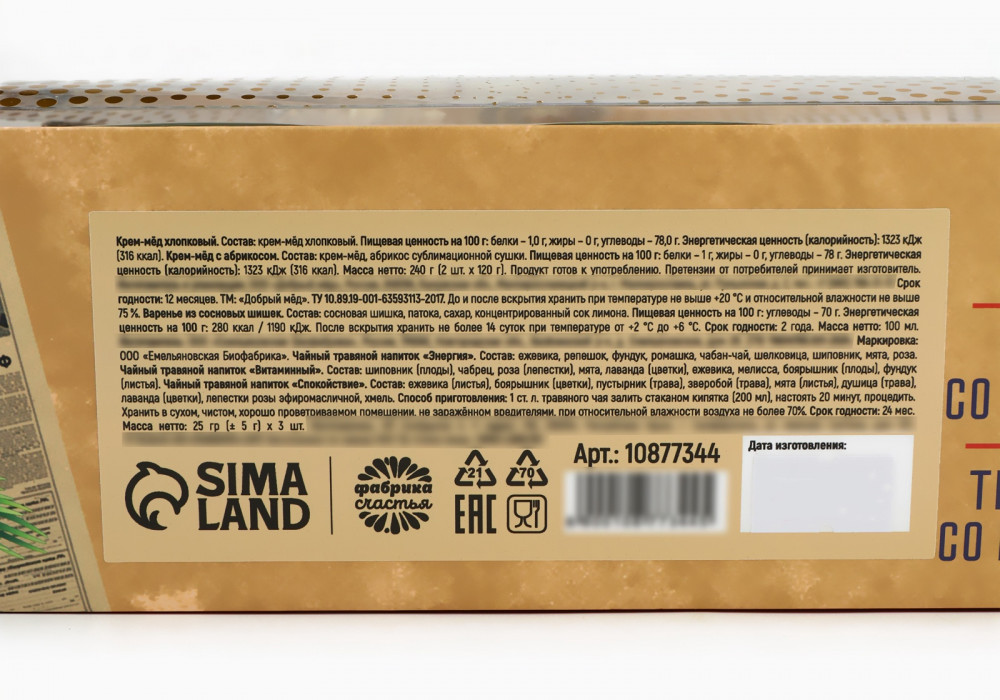 Крем-мёд хлопковый. Состав: крем-мёд хлопковый. Пищевая ценность на 100 г: белки – 1,0 г, жиры – 0 г, углеводы – 78,0 г. Энергетическая ценность (калорийность): 1323 кДж
(316 ккал). Крем-мёд с абрикосом. Состав: крем-мёд, абрикос сублимационной сушки. Пищевая ценность на 100 г: белки – 1 г, жиры – 0 г, углеводы – 78 г. Энергетическая
ценность (калорийность): 1323 кДж (316 ккал). Масса нетто: 240 г (2 шт. х 120 г). Продукт готов к употреблению. Претензии от потребителей принимает изготовитель.
Срок
годности: 12 месяцев. ТМ: «Добрый мёд». ТУ 10.89.19-001-63593113-2017. До и после вскрытия хранить при температуре не выше +20 °С и относительной влажности не выше
75 %. Варенье из сосновых шишек. Состав: сосновая шишка, патока, сахар, концентрированный сок лимона. Пищевая ценность на 100 г: углеводы – 70 г. Энергетическая
ценность на 100 г: 280 ккал / 1190 кДж. После вскрытия хранить не более 14 суток при температуре от +2 °С до +6 °С. Срок годности: 2 года. Масса нетто: 100 мл.
Маркировка:
ООО «Емельяновская Биофабрика». Чайный травяной напиток «Энергия». Состав: ежевика, репешок, фундук, ромашка, чабан-чай, шелковица, шиповник, мята, роза.
Чайный травяной напиток «Витаминный». Состав: шиповник (плоды), чабрец, роза (лепестки), мята, лаванда (цветки), ежевика, мелисса, боярышник (плоды), фундук
(листья). Чайный травяной напиток «Спокойствие». Состав: ежевика (листья), боярышник (цветки), пустырник (трава), зверобой (трава), мята (листья), душица (трава),
лаванда (цветки), лепестки розы эфиромасличной, хмель. Способ приготовления: 1 ст. л. травяного чая залить стаканом кипятка (200 мл), настоять 20 минут, процедить.
Хранить в сухом, чистом, хорошо проветриваемом помещении, не заражённом вредителями, при относительной влажности воздуха не более 70%. Срок годности: 24 мес.
Масса нетто: 25 гр (± 5 г) х 3 шт.
SIMA
LAND
фабрика
счастья
21
70
EAC
Арт.: 10877344
Дата изготовления:
СО
СО